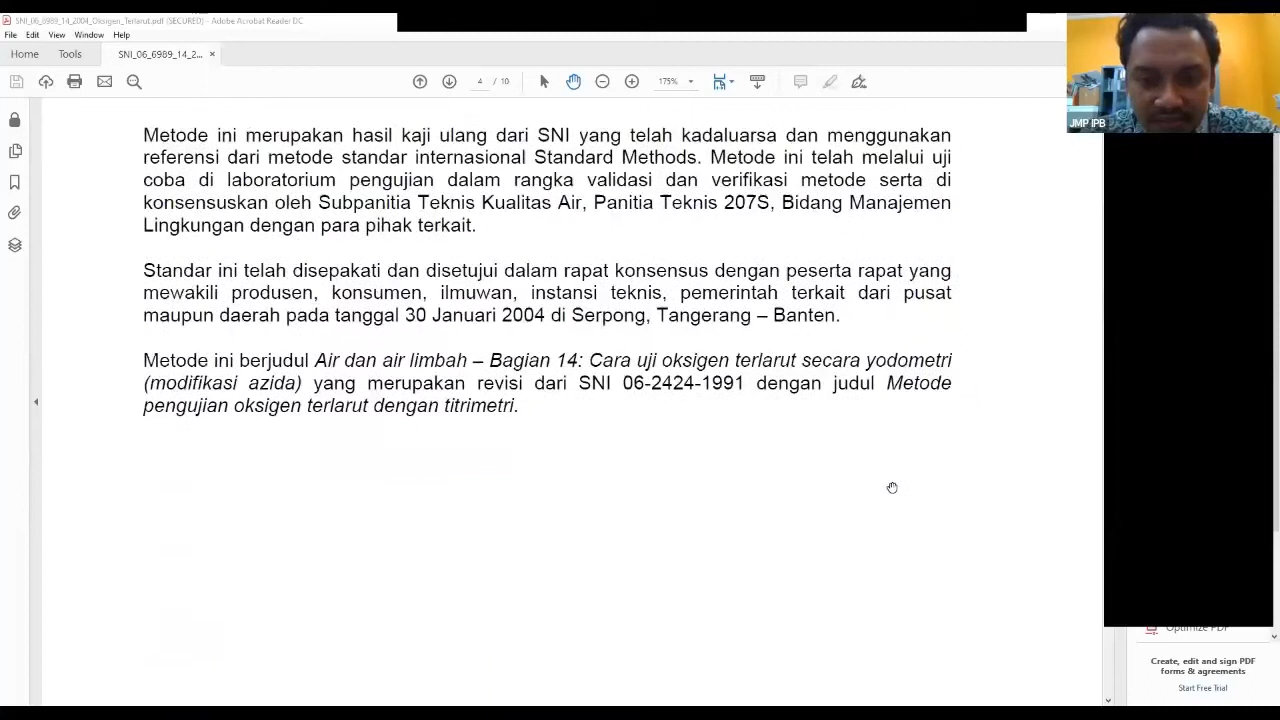 SNI_06_6989_14_2004_Oksigen_Terlarut.pdf (SECURED) - Adobe Acrobat Reader DC
File Edit View Window Help
Home Tools SNI_06_6989_14_2... ×
4 / 10 175%
JMP IPB
Metode ini merupakan hasil kaji ulang dari SNI yang telah kadaluarsa dan menggunakan
referensi dari metode standar internasional Standard Methods. Metode ini telah melalui uji
coba di laboratorium pengujian dalam rangka validasi dan verifikasi metode serta di
konsensuskan oleh Subpanitia Teknis Kualitas Air, Panitia Teknis 207S, Bidang Manajemen
Lingkungan dengan para pihak terkait.
Standar ini telah disepakati dan disetujui dalam rapat konsensus dengan peserta rapat yang
mewakili produsen, konsumen, ilmuwan, instansi teknis, pemerintah terkait dari pusat
maupun daerah pada tanggal 30 Januari 2004 di Serpong, Tangerang – Banten.
Metode ini berjudul Air dan air limbah – Bagian 14: Cara uji oksigen terlarut secara yodometri
(modifikasi azida) yang merupakan revisi dari SNI 06-2424-1991 dengan judul Metode
pengujian oksigen terlarut dengan titrimetri.
Optimize PDF
Create, edit and sign PDF
forms & agreements
Start Free Trial